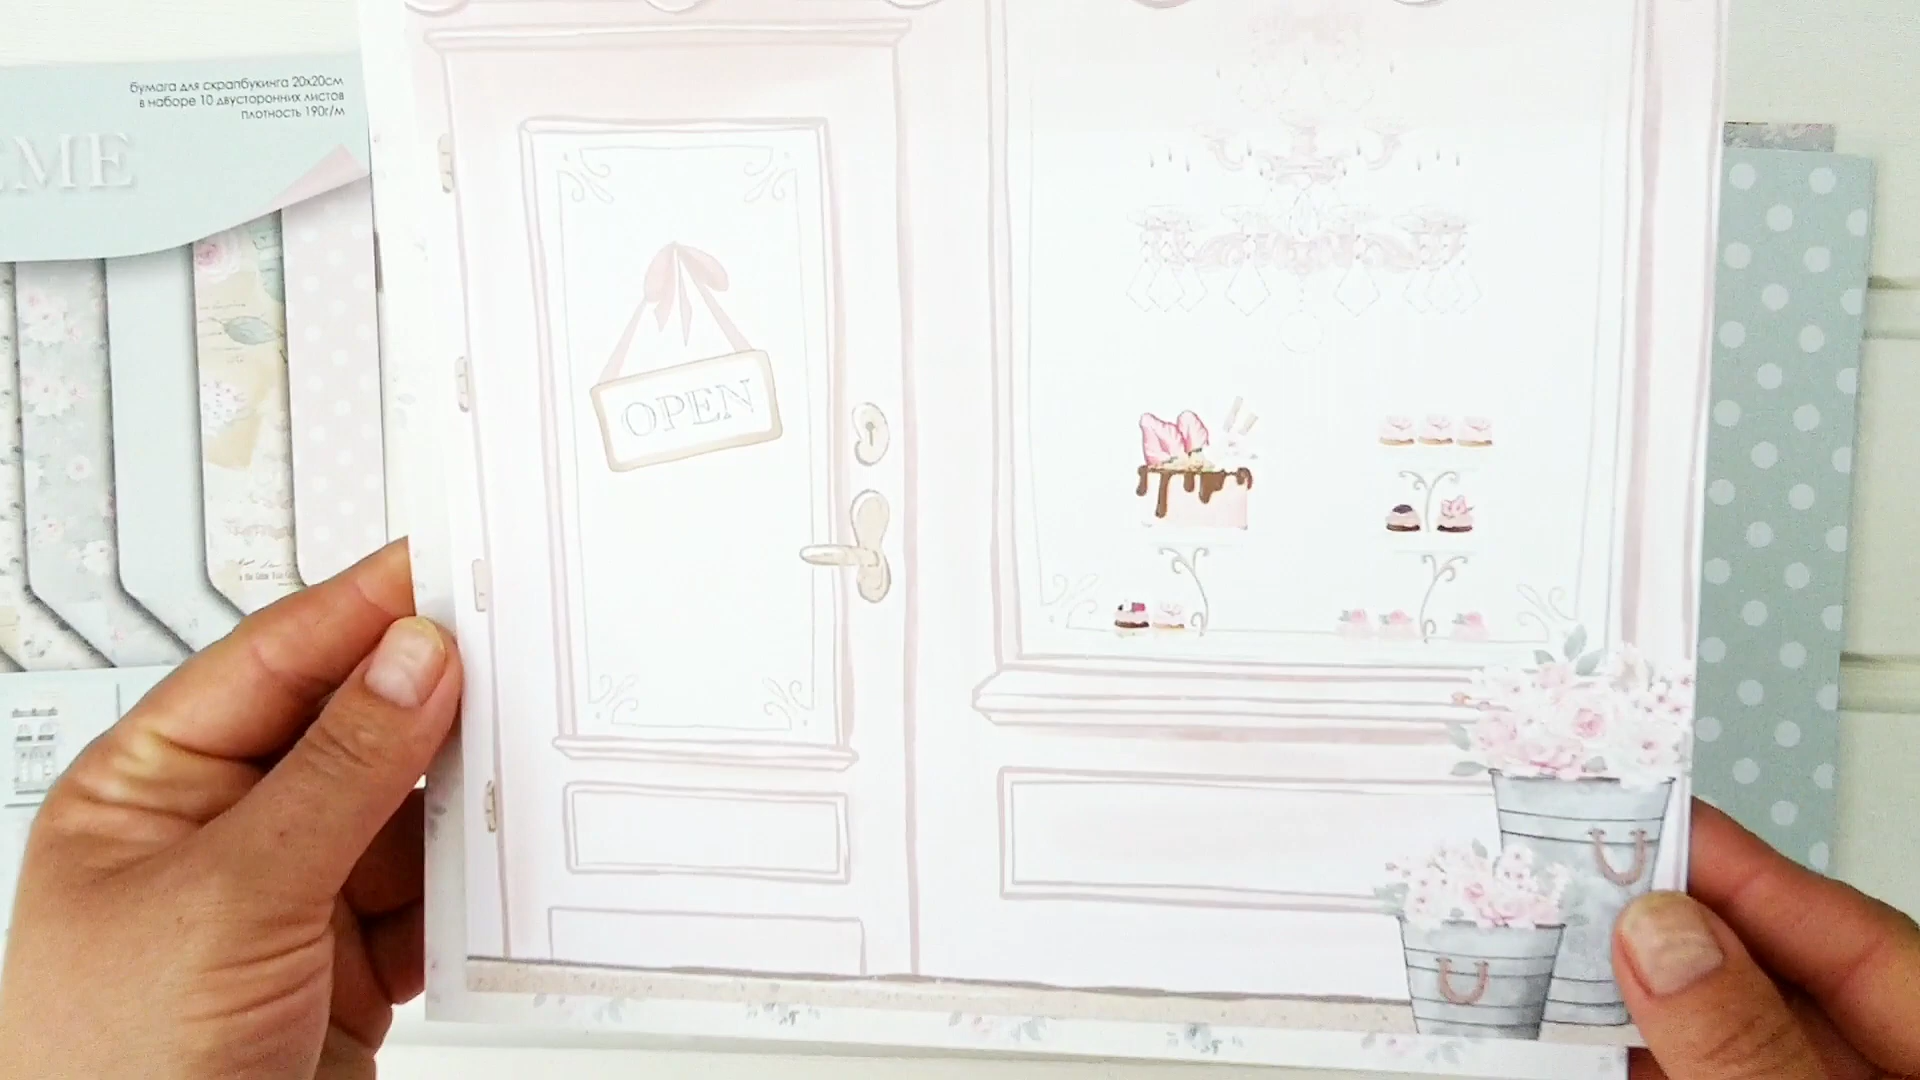 бумага для скрапбукинга 20х20см
в наборе 10 двусторонних листов
плотность 190г/м
EME
OPEN